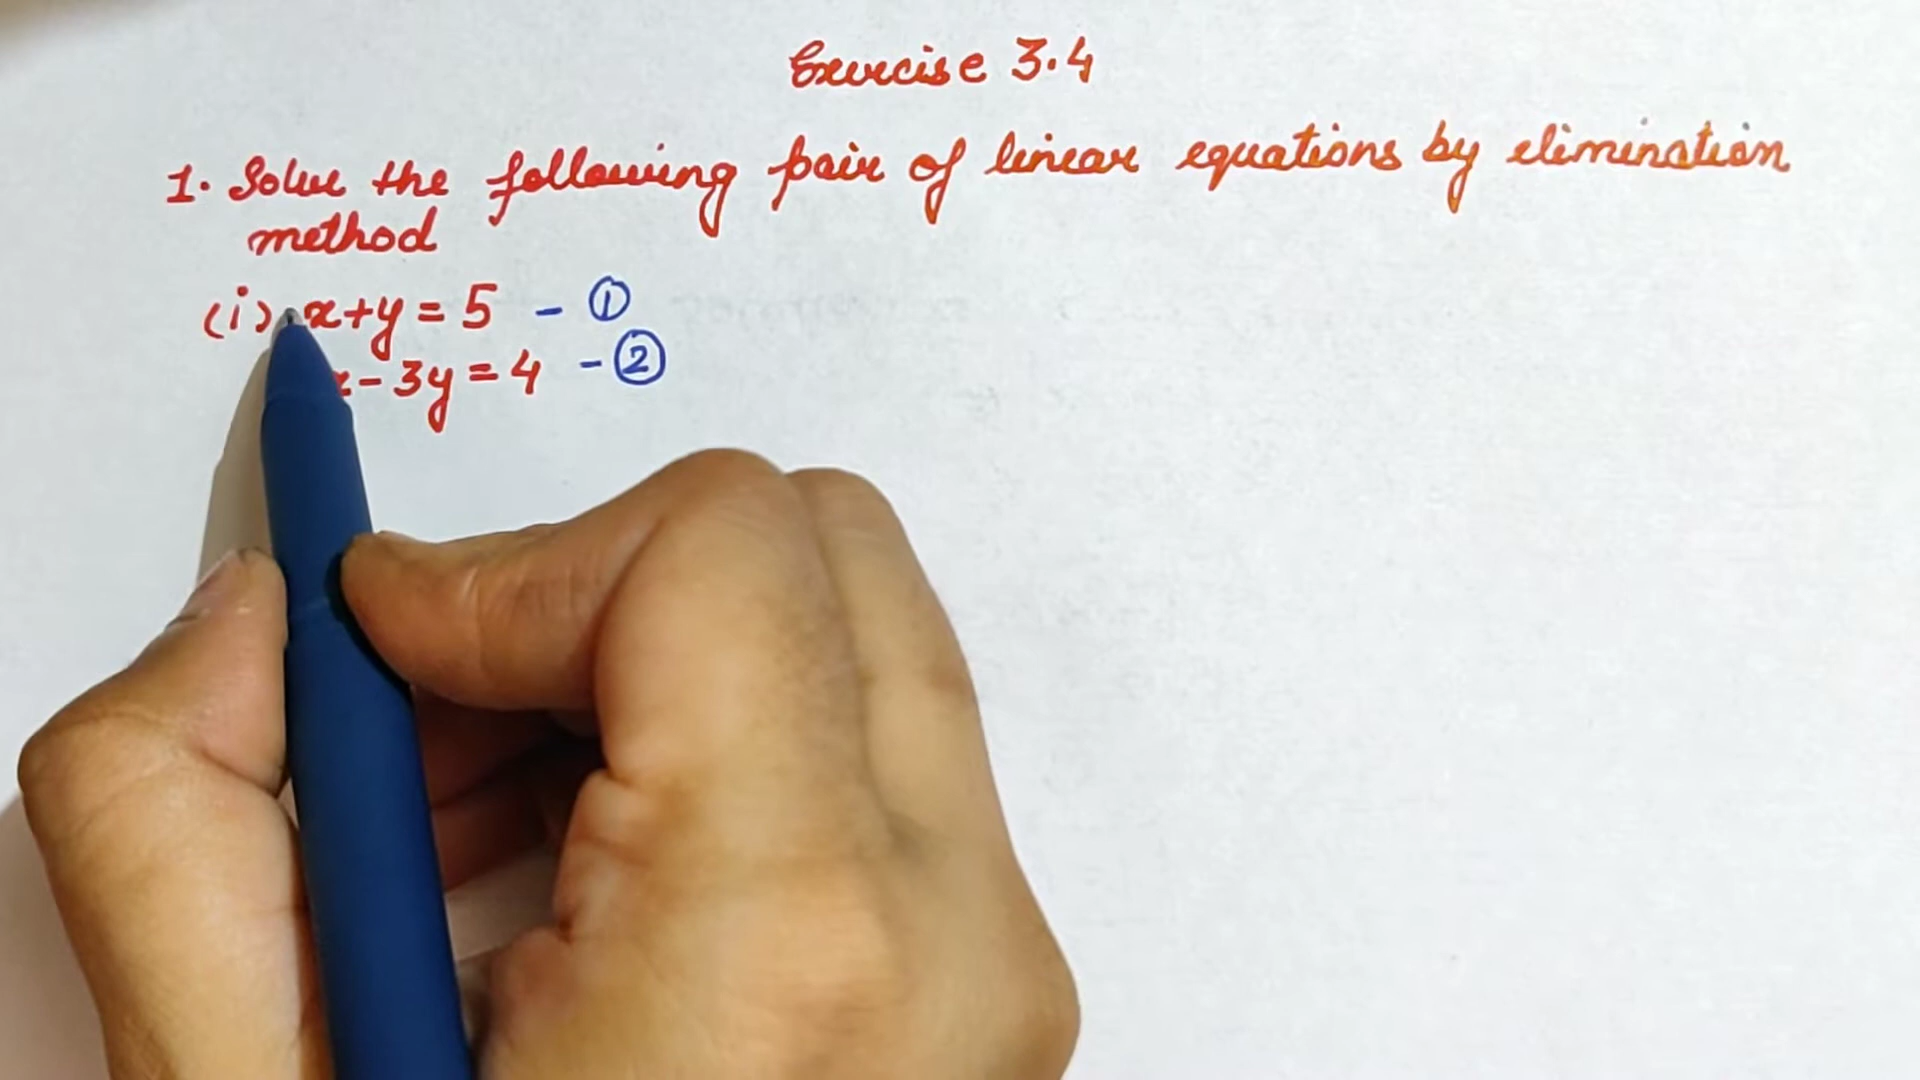 Exercise 3.4
1. Solve the following pair of linear equations by elimination
method
(i) x+y = 5 - ①
x - 3y = 4 - ②